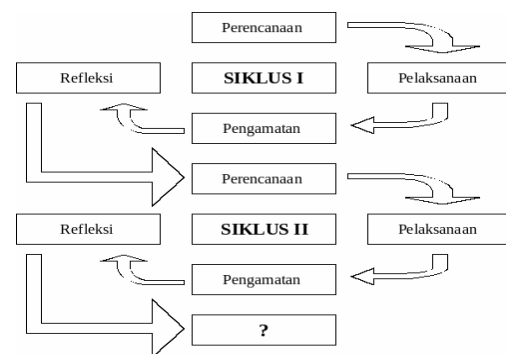 Perencanaan
Refleksi
SIKLUS I
Pelaksanaan
Pengamatan
Perencanaan
Refleksi
SIKLUS II
Pelaksanaan
Pengamatan
?